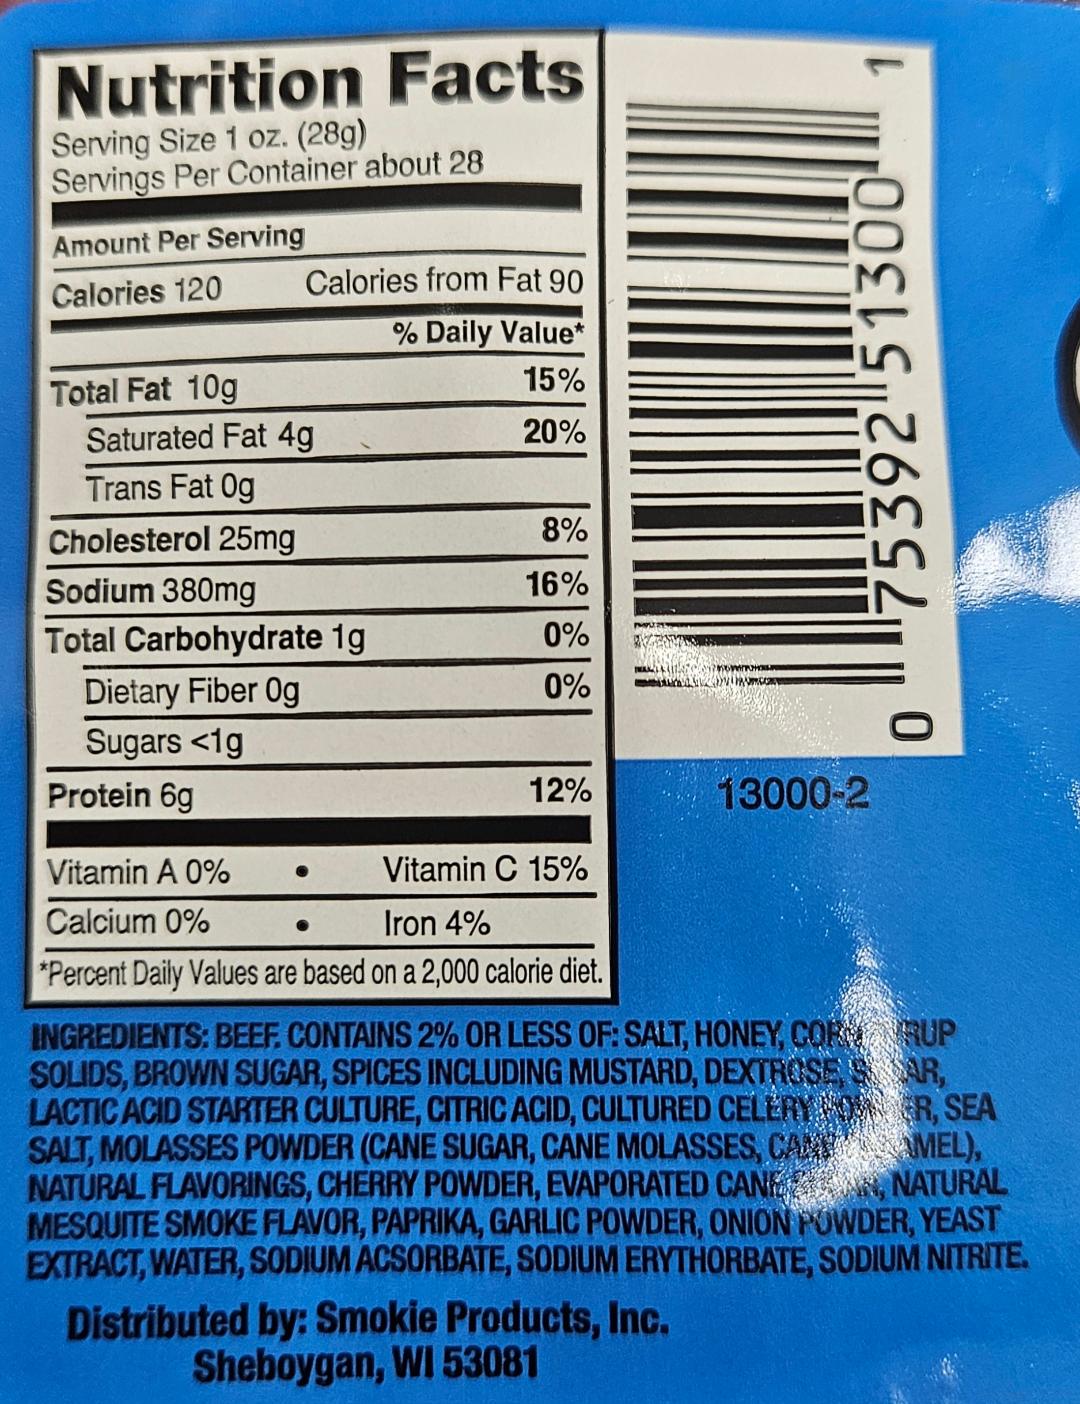 Nutrition Facts
Serving Size 1 oz. (28g)
Servings Per Container about 28
Amount Per Serving
Calories 120 Calories from Fat 90
% Daily Value*
Total Fat 10g 15%
Saturated Fat 4g 20%
Trans Fat 0g
Cholesterol 25mg 8%
Sodium 380mg 16%
Total Carbohydrate 1g 0%
Dietary Fiber 0g 0%
Sugars <1g
Protein 6g 12%
Vitamin A 0% • Vitamin C 15%
Calcium 0% • Iron 4%
*Percent Daily Values are based on a 2,000 calorie diet.
0 75392 51300 1
13000-2
INGREDIENTS: BEEF. CONTAINS 2% OR LESS OF: SALT, HONEY,
SOLIDS, BROWN SUGAR, SPICES INCLUDING MUSTARD, DEXTROSE,
LACTIC ACID STARTER CULTURE, CITRIC ACID, CULTURED CELERY SEA
SALT, MOLASSES POWDER (CANE SUGAR, CANE MOLASSES,
NATURAL FLAVORINGS, CHERRY POWDER, EVAPORATED CANE NATURAL
MESQUITE SMOKE FLAVOR, PAPRIKA, GARLIC POWDER, ONION POWDER, YEAST
EXTRACT, WATER, SODIUM ACSORBATE, SODIUM ERYTHORBATE, SODIUM NITRITE.
Distributed by: Smokie Products, Inc.
Sheboygan, WI 53081